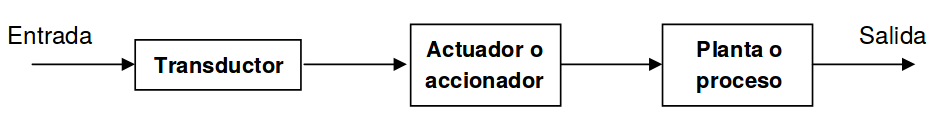 Entrada
Transductor
Actuador o
accionador
Planta o
proceso
Salida